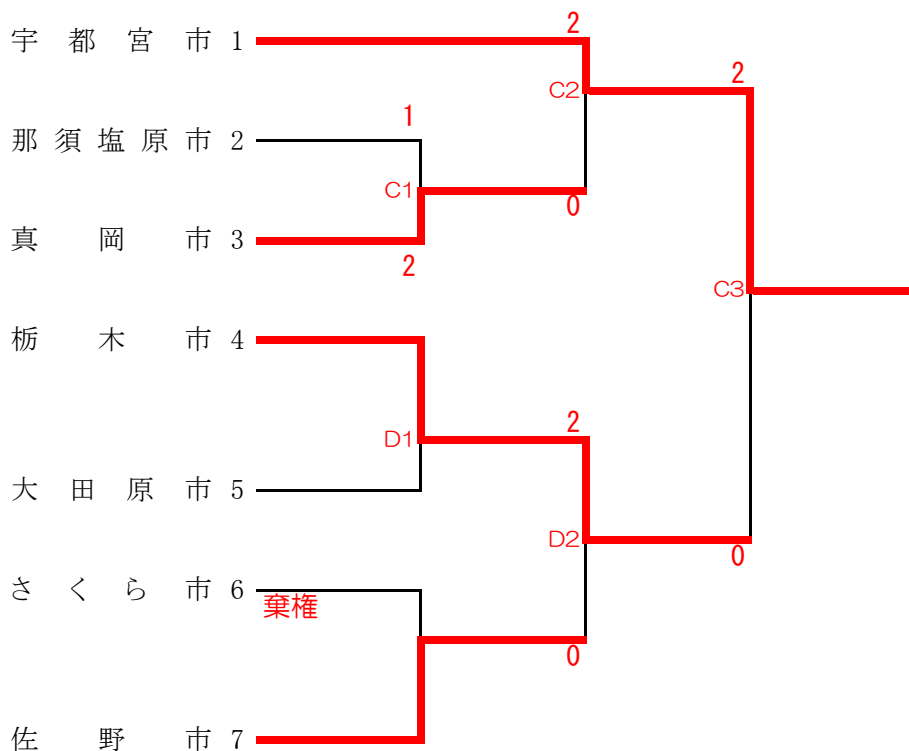 宇都宮市 1
2
C2
2
1
那須塩原市 2
C1
0
真岡市 3
2
C3
栃木市 4
2
D1
大田原市 5
D2
0
さくら市 6
棄権
0
佐野市 7